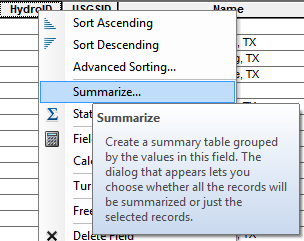 HydroID USGSID Name
Sort Ascending
Sort Descending
, TX
Advanced Sorting...
g, TX
Summarize...
, TX
Summarize
Create a summary table grouped
by the values in this field. The
dialog that appears lets you
choose whether all the records
will be summarized or just the
selected records.
Σ Stat
Field
Calc
Tur
Free
Delete Field
, TX